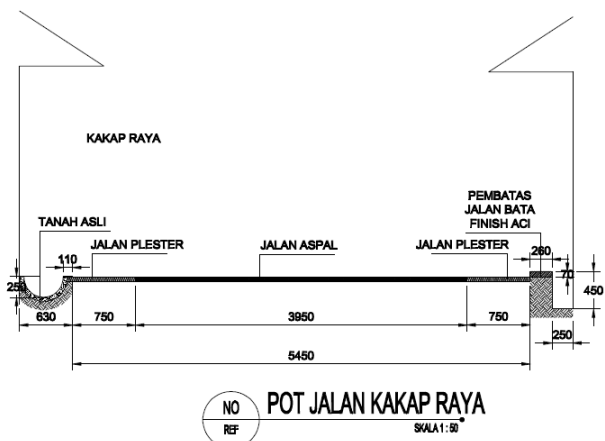 KAKAP RAYA
PEMBATAS
JALAN BATA
FINISH ACI
TANAH ASLI
JALAN PLESTER
JALAN ASPAL
JALAN PLESTER
110
260
250
70
450
630
750
3950
750
250
5450
NO
REF
POT JALAN KAKAP RAYA
SKALA 1 : 50